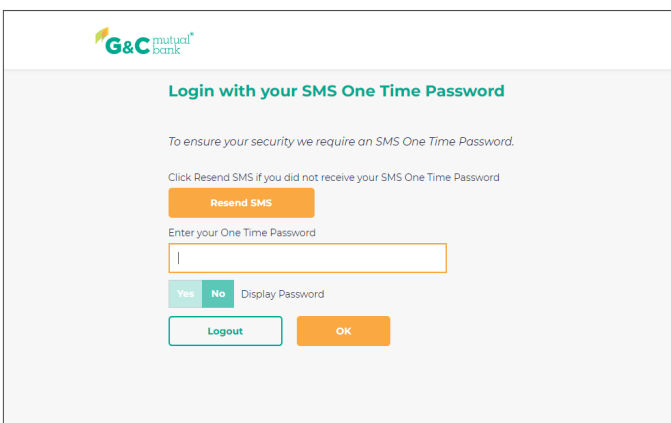 G&C mutual
bank
Login with your SMS One Time Password
To ensure your security we require an SMS One Time Password.
Click Resend SMS if you did not receive your SMS One Time Password
Resend SMS
Enter your One Time Password
Yes No Display Password
Logout OK